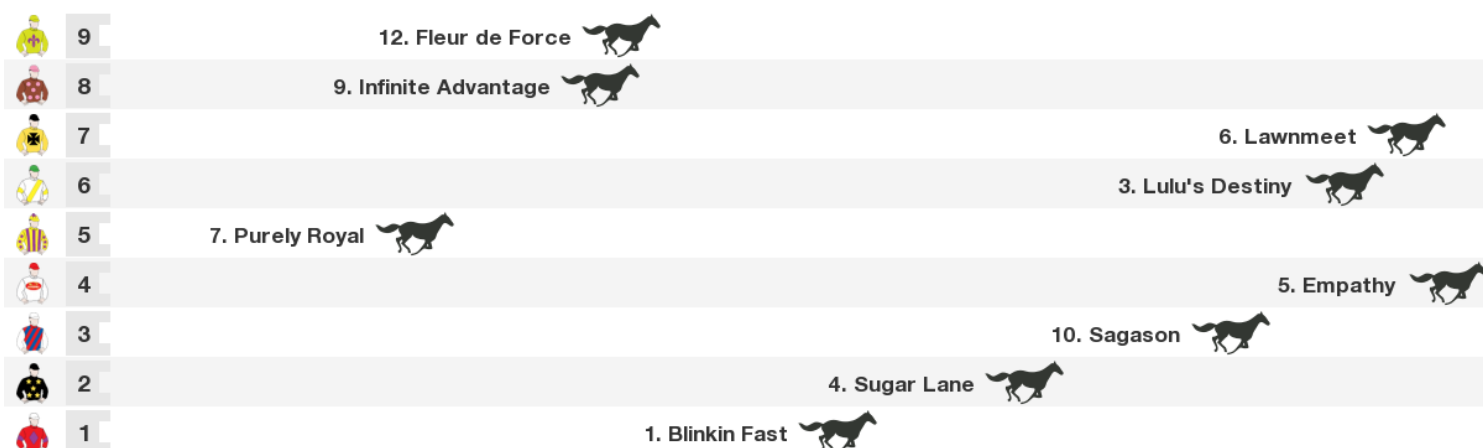 9 12. Fleur de Force
8 9. Infinite Advantage
7 6. Lawnmeet
6 3. Lulu's Destiny
5 7. Purely Royal
4 5. Empathy
3 10. Sagason
2 4. Sugar Lane
1 1. Blinkin Fast